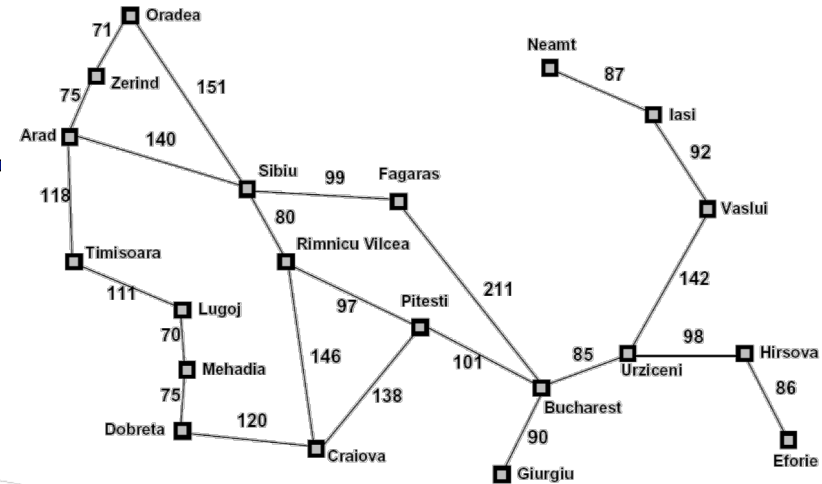 Oradea
71
Neamt
87
Zerind
151
75
Iasi
Arad
140
92
Sibiu
99
Fagaras
118
80
Vaslui
Timisoara
Rimnicu Vilcea
111
211
142
97
Pitesti
Lugoj
70
98
146
101
85
Hirsova
Mehadia
Urziceni
75
138
86
Bucharest
120
Dobreta
90
Craiova
Eforie
Giurgiu